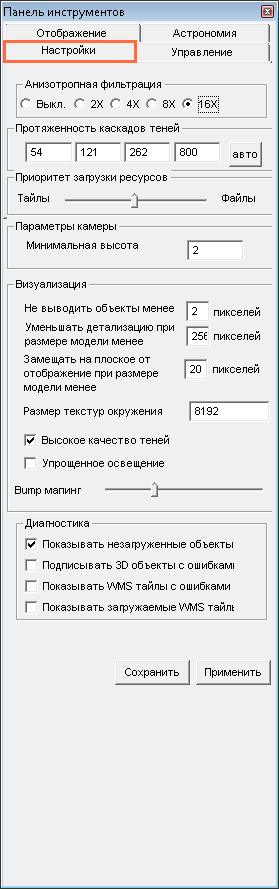 Панель инструментов
Отображение Астрономия
Настройки Управление
Анизотропная фильтрация
Выкл. 2X 4X 8X 16X
Протяженность каскадов теней
54 121 262 800 авто
Приоритет загрузки ресурсов
Тайлы Файлы
Параметры камеры
Минимальная высота 2
Визуализация
Не выводить объекты менее 2 пикселей
Уменьшать детализацию при
размере модели менее 256 пикселей
Замещать на плоское от
отображение при размере 20 пикселей
модели менее
Размер текстур окружения 8192
Высокое качество теней
Упрощенное освещение
Bump мапинг
Диагностика
Показывать незагруженные объекты
Подписывать 3D объекты с ошибками
Показывать WMS тайлы с ошибками
Показывать загружаемые WMS тайлы
Сохранить Применить